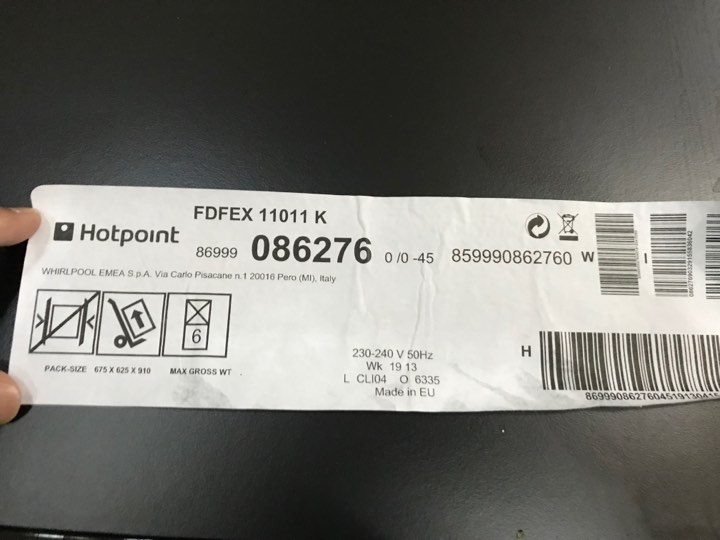 FDFEX 11011 K
Hotpoint
86999 086276 0 /0 -45 859990862760 W I
WHIRLPOOL EMEA S.p.A. Via Carlo Pisacane n.1 20016 Pero (MI), Italy
6
PACK-SIZE 675 X 625 X 910 MAX GROSS WT
230-240 V 50Hz
Wk 19 13
L CLI04 O 6335
Made in EU
H